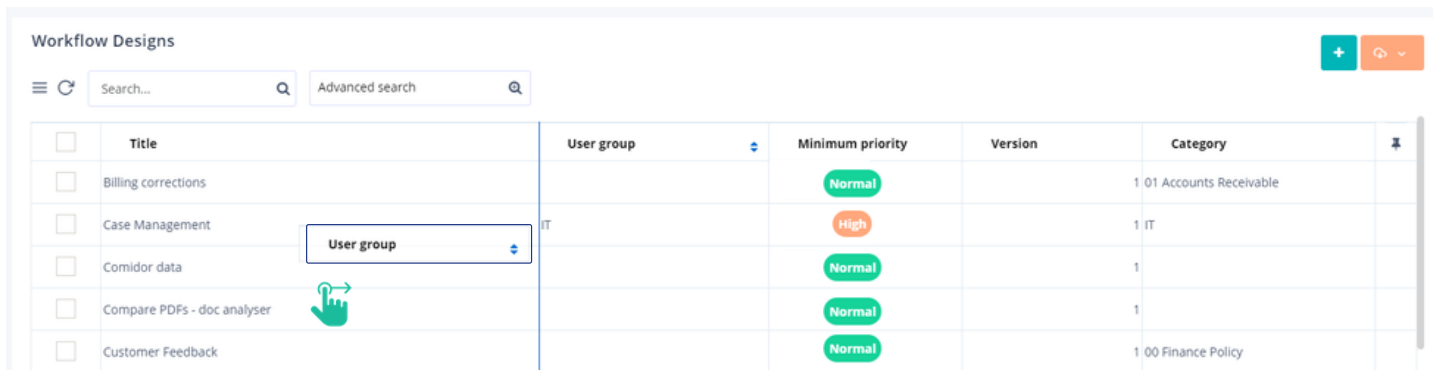 Workflow Designs
Search... Advanced search
Title User group Minimum priority Version Category
Billing corrections Normal 1 01 Accounts Receivable
Case Management IT High 1 IT
User group
Comidor data Normal 1
Compare PDFs - doc analyser Normal 1
Customer Feedback Normal 1 00 Finance Policy